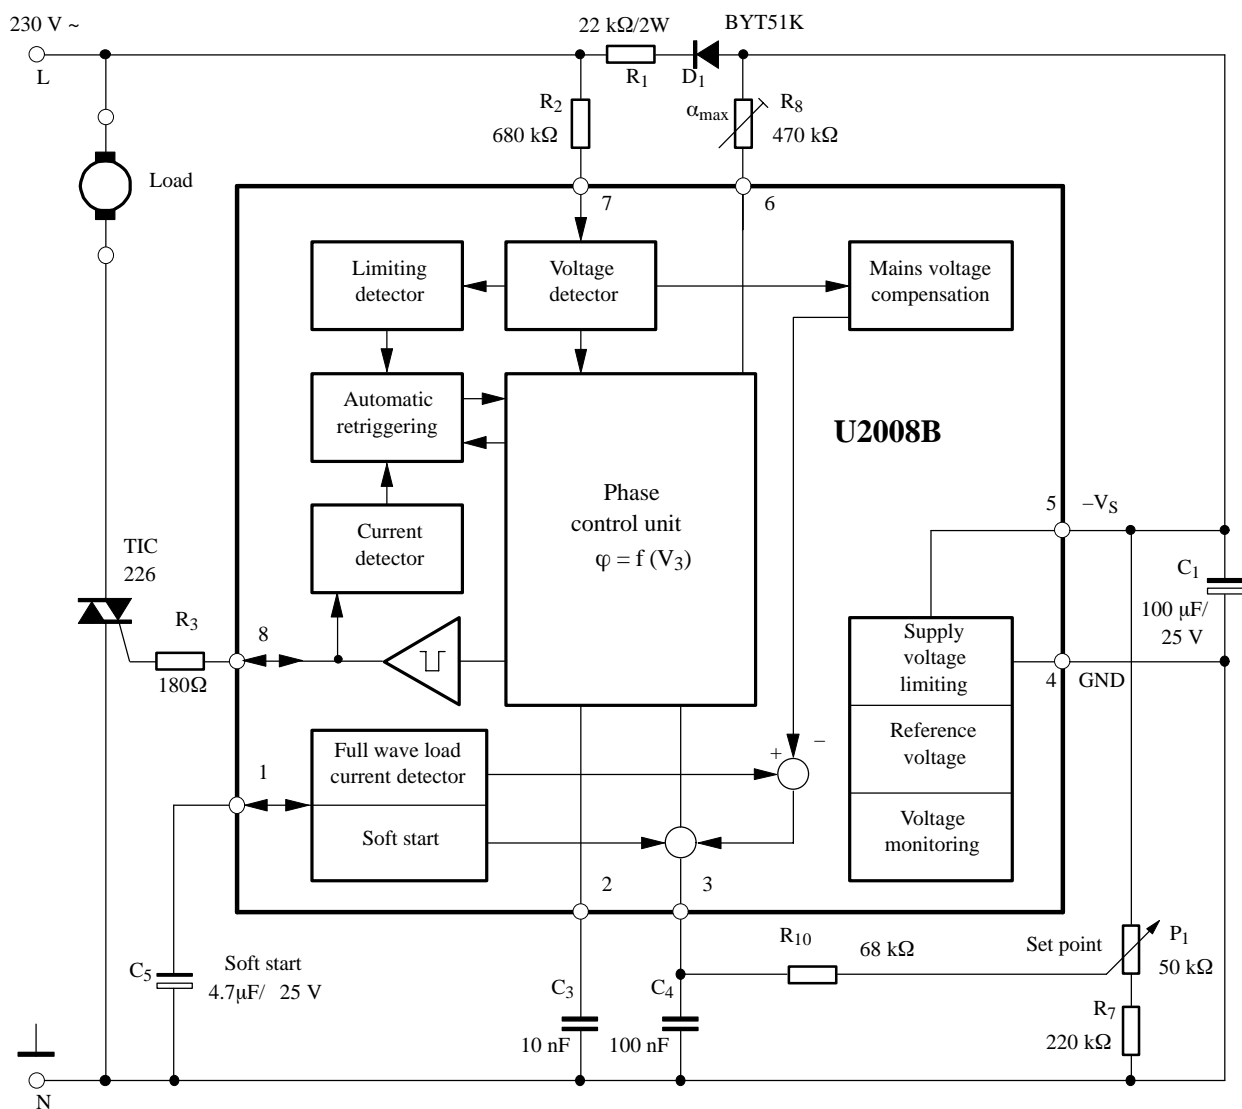 230 V ~
L
22 kΩ/2W
R1
BYT51K
D1
R2
680 kΩ
αmax
R8
470 kΩ
Load
7
6
Limiting
detector
Voltage
detector
Mains voltage
compensation
Automatic
retriggering
Phase
control unit
φ = f (V3)
U2008B
Current
detector
TIC
226
R3
180Ω
8
5
–VS
C1
100 μF/
25 V
Supply
voltage
limiting
4
GND
Reference
voltage
Voltage
monitoring
Full wave load
current detector
Soft start
1
+
–
2
3
C5
Soft start
4.7μF/ 25 V
C3
10 nF
C4
100 nF
R10
68 kΩ
Set point
P1
50 kΩ
R7
220 kΩ
N